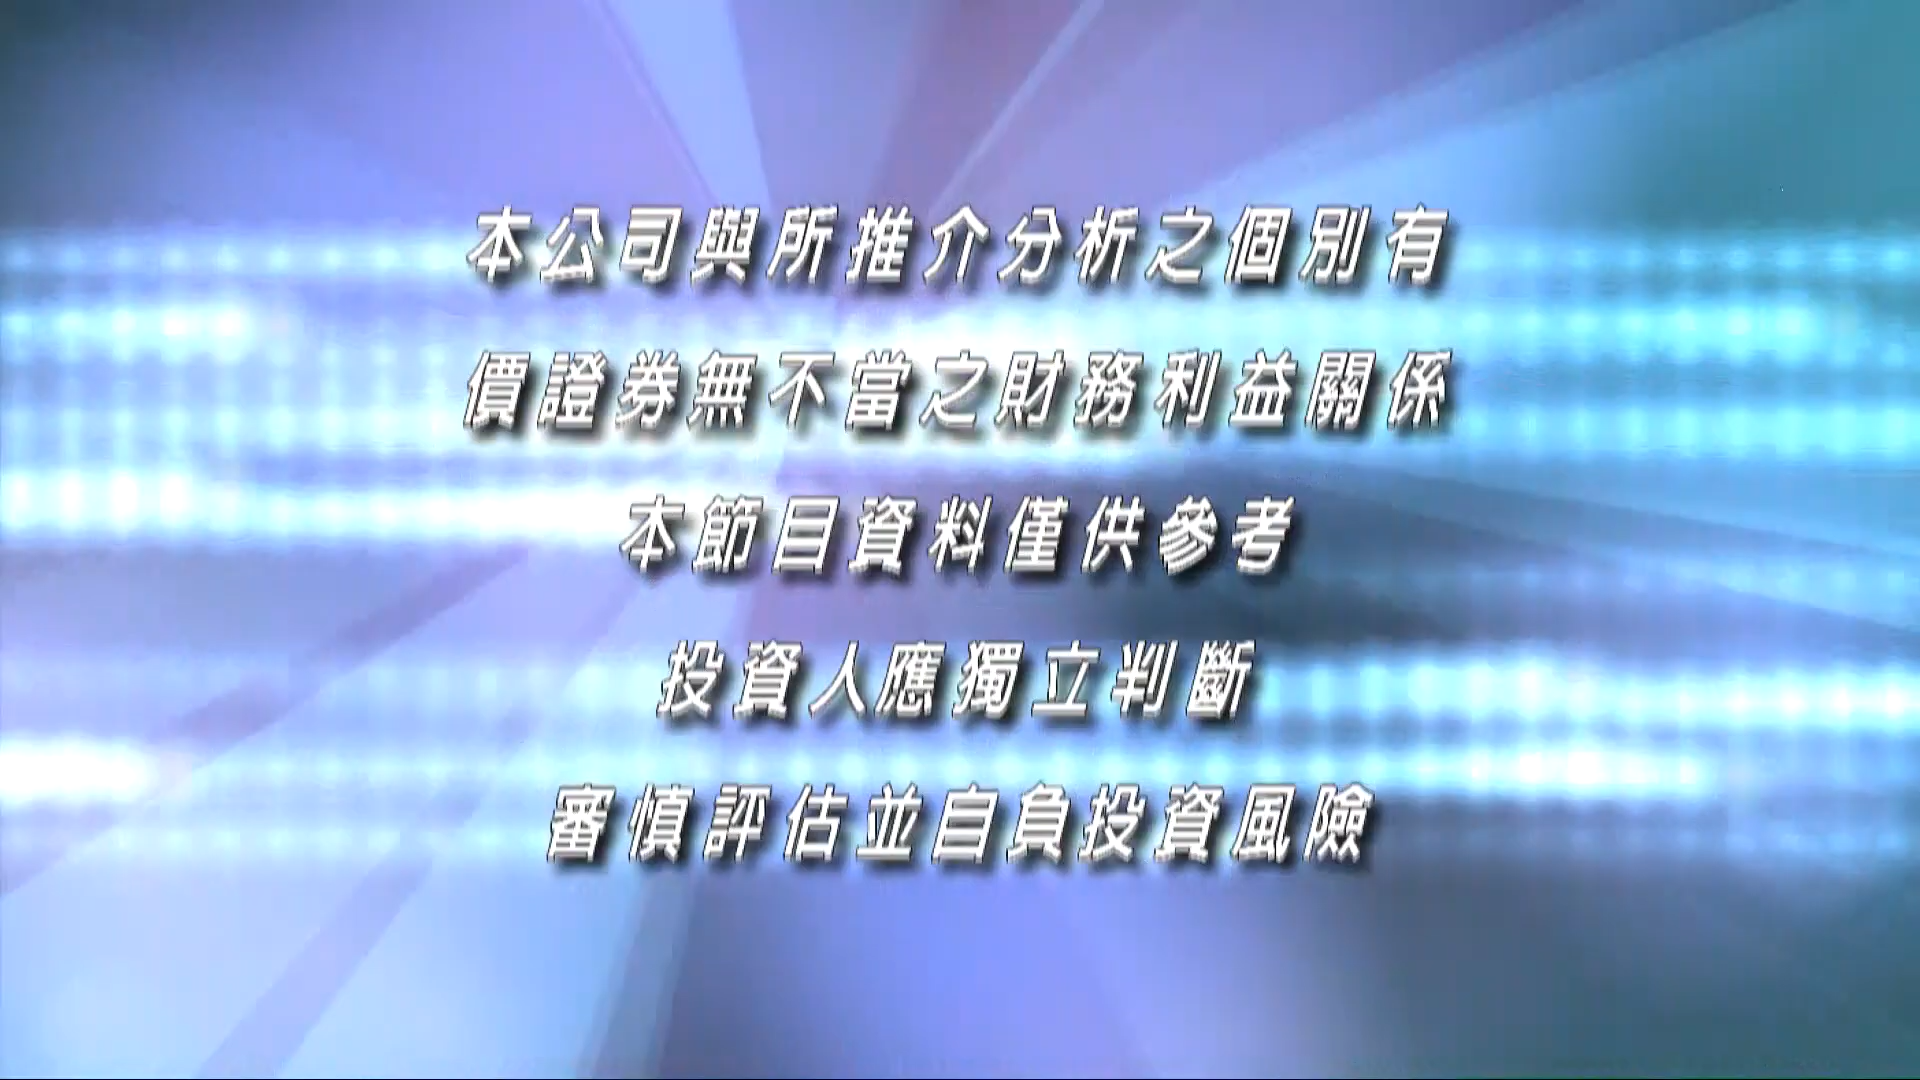 本公司與所推介分析之個別有
價證券無不當之財務利益關係
本節目資料僅供參考
投資人應獨立判斷
審慎評估並自負投資風險